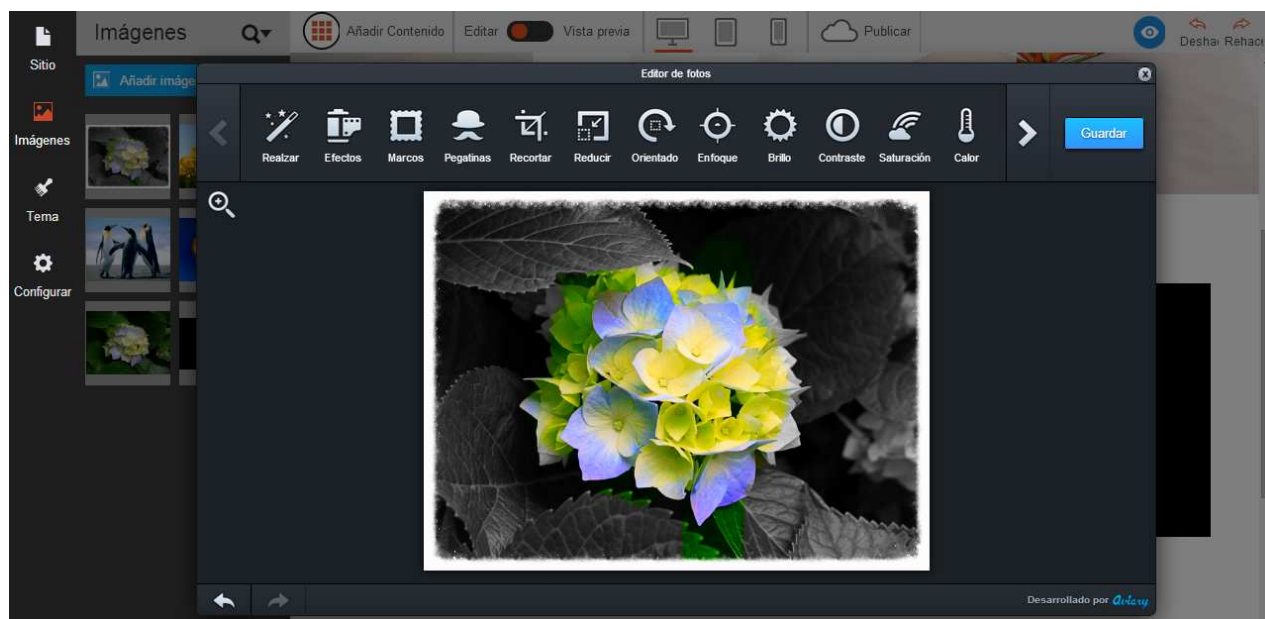 Imágenes
Añadir Contenido
Editar
Vista previa
Publicar
Desha
Rehace
Sitio
Imágenes
Tema
Configurar
Añadir imáge
Editor de fotos
Realzar
Efectos
Marcos
Pegatinas
Recortar
Reducir
Orientado
Enfoque
Brillo
Contraste
Saturación
Calor
Guardar
Desarrollado por Aviary